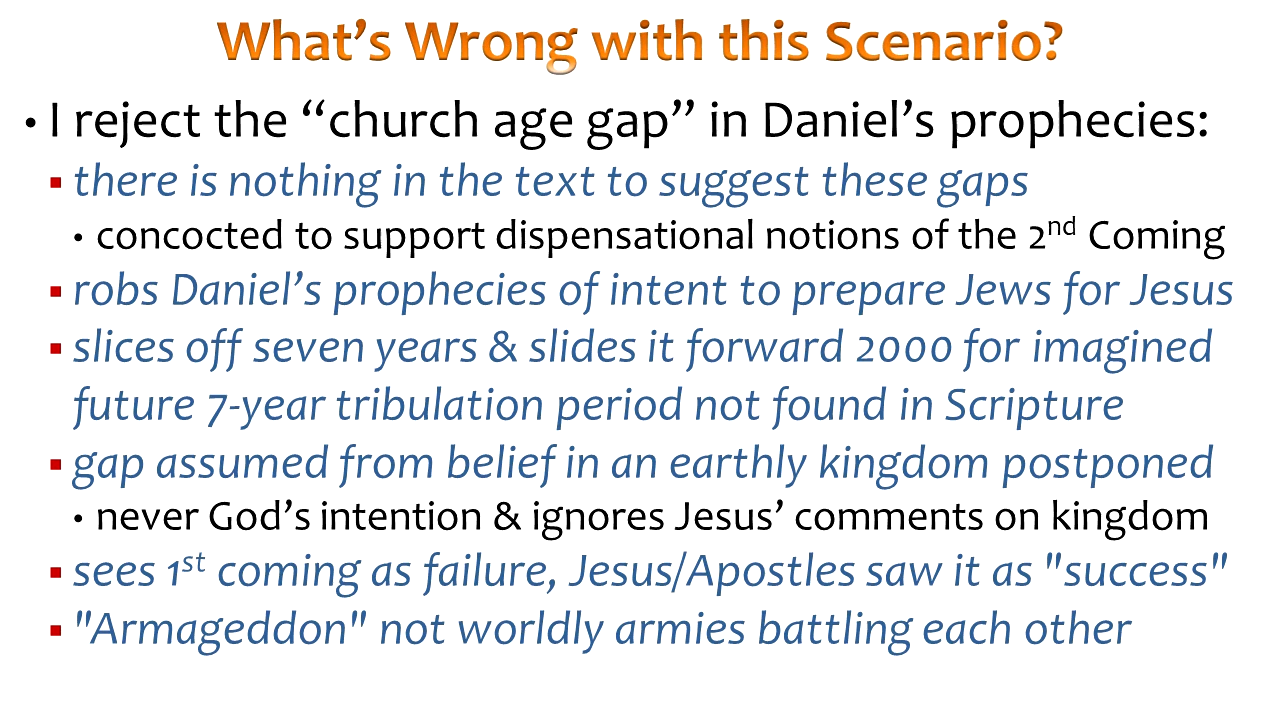 What’s Wrong with this Scenario?
• I reject the “church age gap” in Daniel’s prophecies:
▪ there is nothing in the text to suggest these gaps
• concocted to support dispensational notions of the 2nd Coming
▪ robs Daniel’s prophecies of intent to prepare Jews for Jesus
▪ slices off seven years & slides it forward 2000 for imagined
future 7-year tribulation period not found in Scripture
▪ gap assumed from belief in an earthly kingdom postponed
• never God’s intention & ignores Jesus’ comments on kingdom
▪ sees 1st coming as failure, Jesus/Apostles saw it as "success"
▪ "Armageddon" not worldly armies battling each other